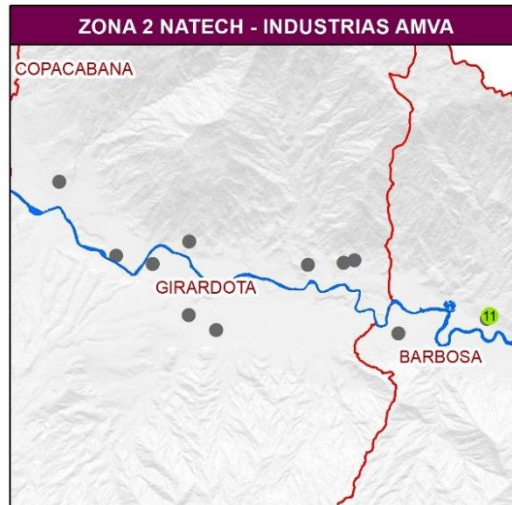 ZONA 2 NATECH - INDUSTRIAS AMVA
COPACABANA
GIRARDOTA
11
BARBOSA